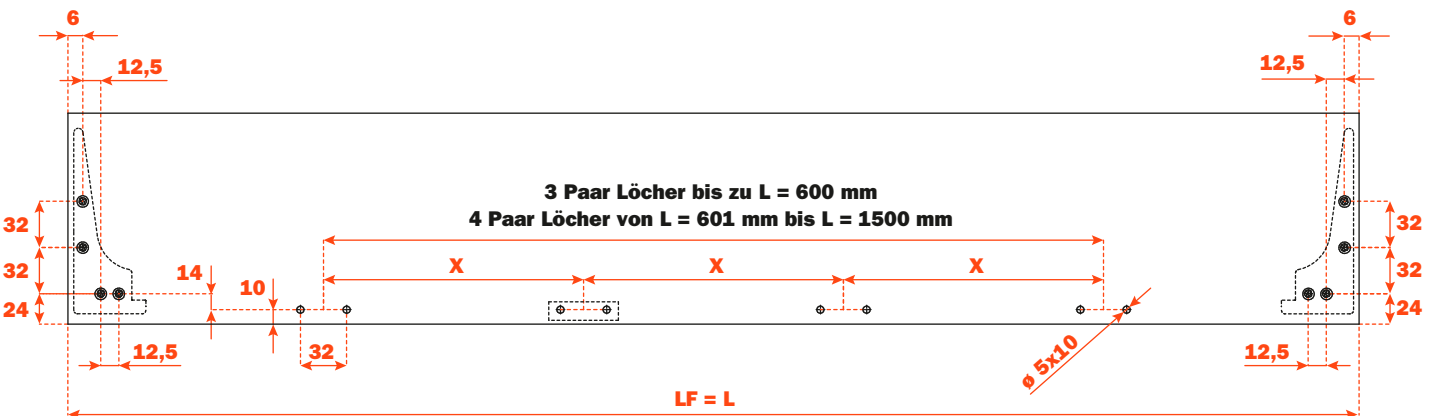 6
6
12,5
12,5
3 Paar Löcher bis zu L = 600 mm
4 Paar Löcher von L = 601 mm bis L = 1500 mm
32
32
X
X
X
32
14
32
10
24
24
12,5
32
ø 5x10
12,5
LF = L